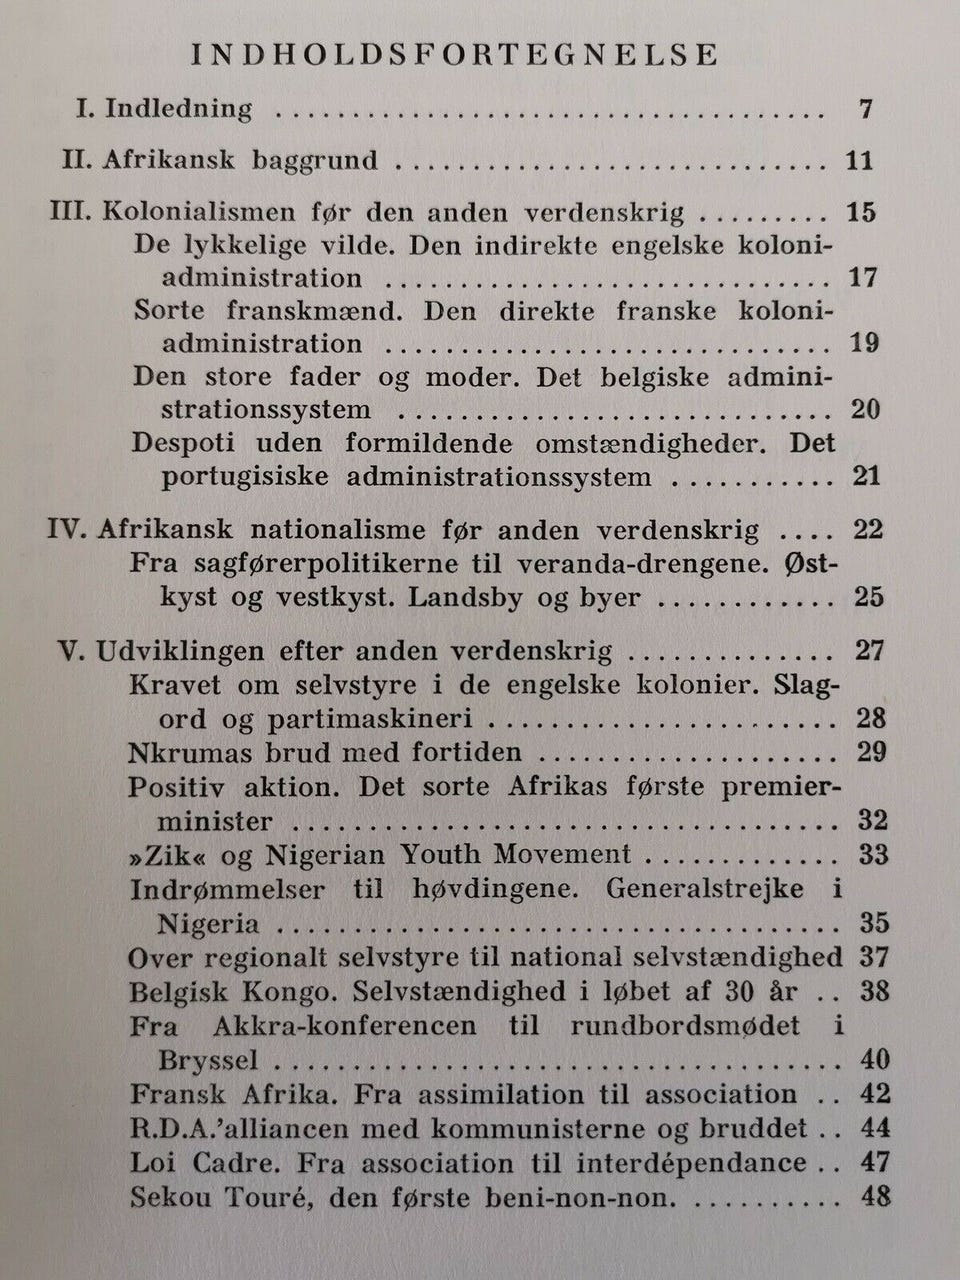 INDHOLDSFORTEGNELSE
I. Indledning .................................... 7
II. Afrikansk baggrund ............................. 11
III. Kolonialismen før den anden verdenskrig ......... 15
De lykkelige vilde. Den indirekte engelske koloni-
administration .............................. 17
Sorte franskmænd. Den direkte franske koloni-
administration .............................. 19
Den store fader og moder. Det belgiske admini-
strationssystem ............................. 20
Despoti uden formildende omstændigheder. Det
portugisiske administrationssystem ........... 21
IV. Afrikansk nationalisme før anden verdenskrig .... 22
Fra sagførerpolitikerne til veranda-drengene. Øst-
kyst og vestkyst. Landsby og byer ............ 25
V. Udviklingen efter anden verdenskrig .............. 27
Kravet om selvstyre i de engelske kolonier. Slag-
ord og partimaskineri ....................... 28
Nkrumas brud med fortiden .................... 29
Positiv aktion. Det sorte Afrikas første premier-
minister .................................... 32
»Zik« og Nigerian Youth Movement ............. 33
Indrømmelser til høvdingene. Generalstrejke i
Nigeria ..................................... 35
Over regionalt selvstyre til national selvstændighed 37
Belgisk Kongo. Selvstændighed i løbet af 30 år .. 38
Fra Akkra-konferencen til rundbordsmødet i
Bryssel ..................................... 40
Fransk Afrika. Fra assimilation til association .. 42
R.D.A.'alliancen med kommunisterne og bruddet .. 44
Loi Cadre. Fra association til interdépendance .. 47
Sekou Touré, den første beni-non-non. .......... 48